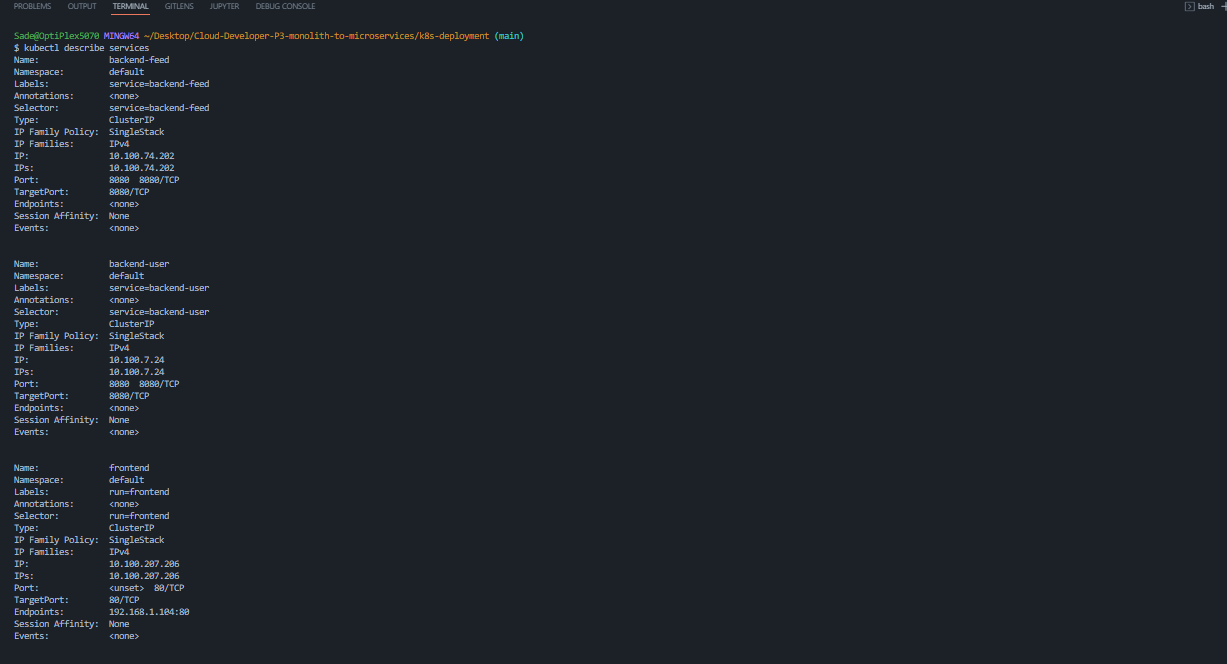 PROBLEMS OUTPUT TERMINAL GITLENS JUPYTER DEBUG CONSOLE bash
Sade@OptiPlex5070 MINGW64 ~/Desktop/Cloud-Developer-P3-monolith-to-microservices/k8s-deployment (main)
$ kubectl describe services
Name: backend-feed
Namespace: default
Labels: service=backend-feed
Annotations: <none>
Selector: service=backend-feed
Type: ClusterIP
IP Family Policy: SingleStack
IP Families: IPv4
IP: 10.100.74.202
IPs: 10.100.74.202
Port: 8080 8080/TCP
TargetPort: 8080/TCP
Endpoints: <none>
Session Affinity: None
Events: <none>
Name: backend-user
Namespace: default
Labels: service=backend-user
Annotations: <none>
Selector: service=backend-user
Type: ClusterIP
IP Family Policy: SingleStack
IP Families: IPv4
IP: 10.100.7.24
IPs: 10.100.7.24
Port: 8080 8080/TCP
TargetPort: 8080/TCP
Endpoints: <none>
Session Affinity: None
Events: <none>
Name: frontend
Namespace: default
Labels: run=frontend
Annotations: <none>
Selector: run=frontend
Type: ClusterIP
IP Family Policy: SingleStack
IP Families: IPv4
IP: 10.100.207.206
IPs: 10.100.207.206
Port: <unset> 80/TCP
TargetPort: 80/TCP
Endpoints: 192.168.1.104:80
Session Affinity: None
Events: <none>